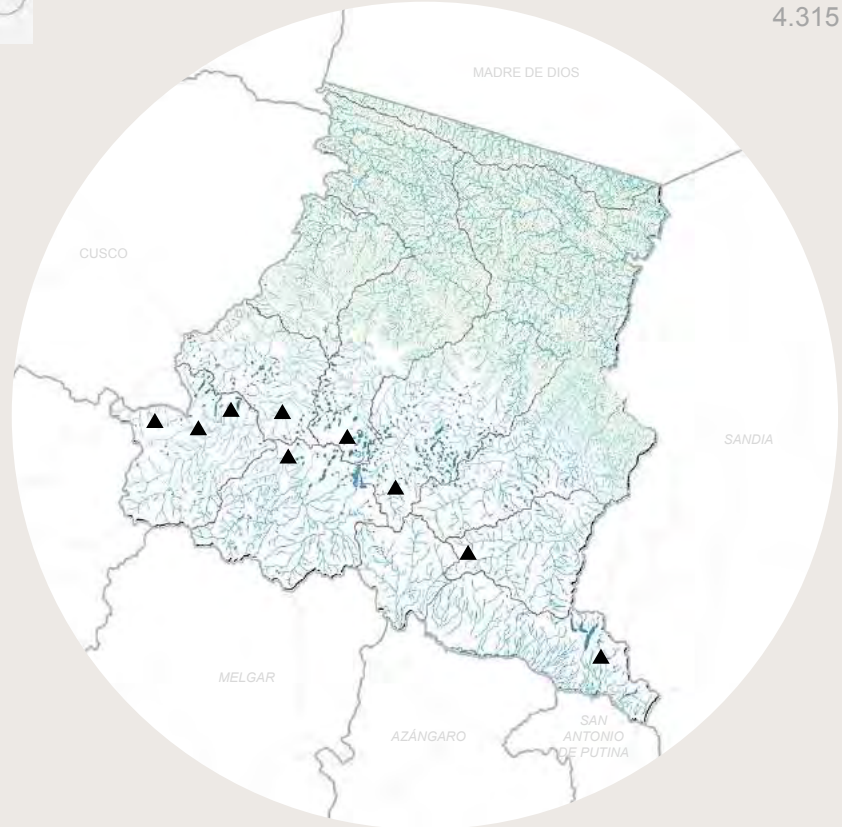 4.315
MADRE DE DIOS
CUSCO
SANDIA
MELGAR
AZÁNGARO
SAN
ANTONIO
DE PUTINA